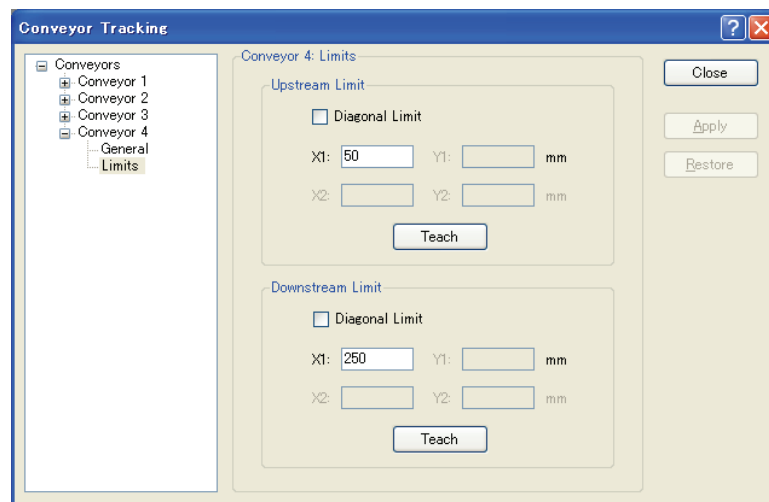 Conveyor Tracking
Conveyors
Conveyor 1
Conveyor 2
Conveyor 3
Conveyor 4
General
Limits
Conveyor 4: Limits
Upstream Limit
Diagonal Limit
X1: 50 Y1: mm
X2: Y2: mm
Teach
Downstream Limit
Diagonal Limit
X1: 250 Y1: mm
X2: Y2: mm
Teach
Close
Apply
Restore